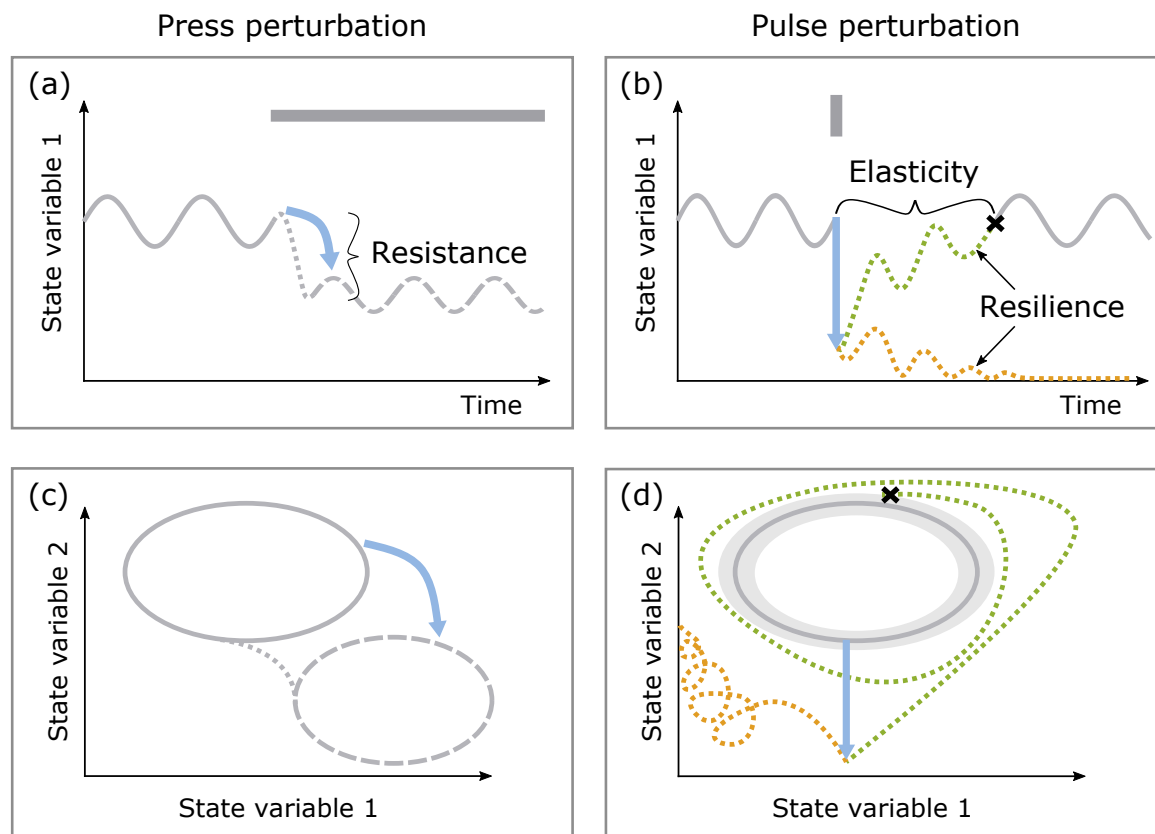 Press perturbation
Pulse perturbation
(a)
State variable 1
Resistance
Time
(b)
State variable 1
Elasticity
Resilience
Time
(c)
State variable 2
State variable 1
(d)
State variable 2
State variable 1